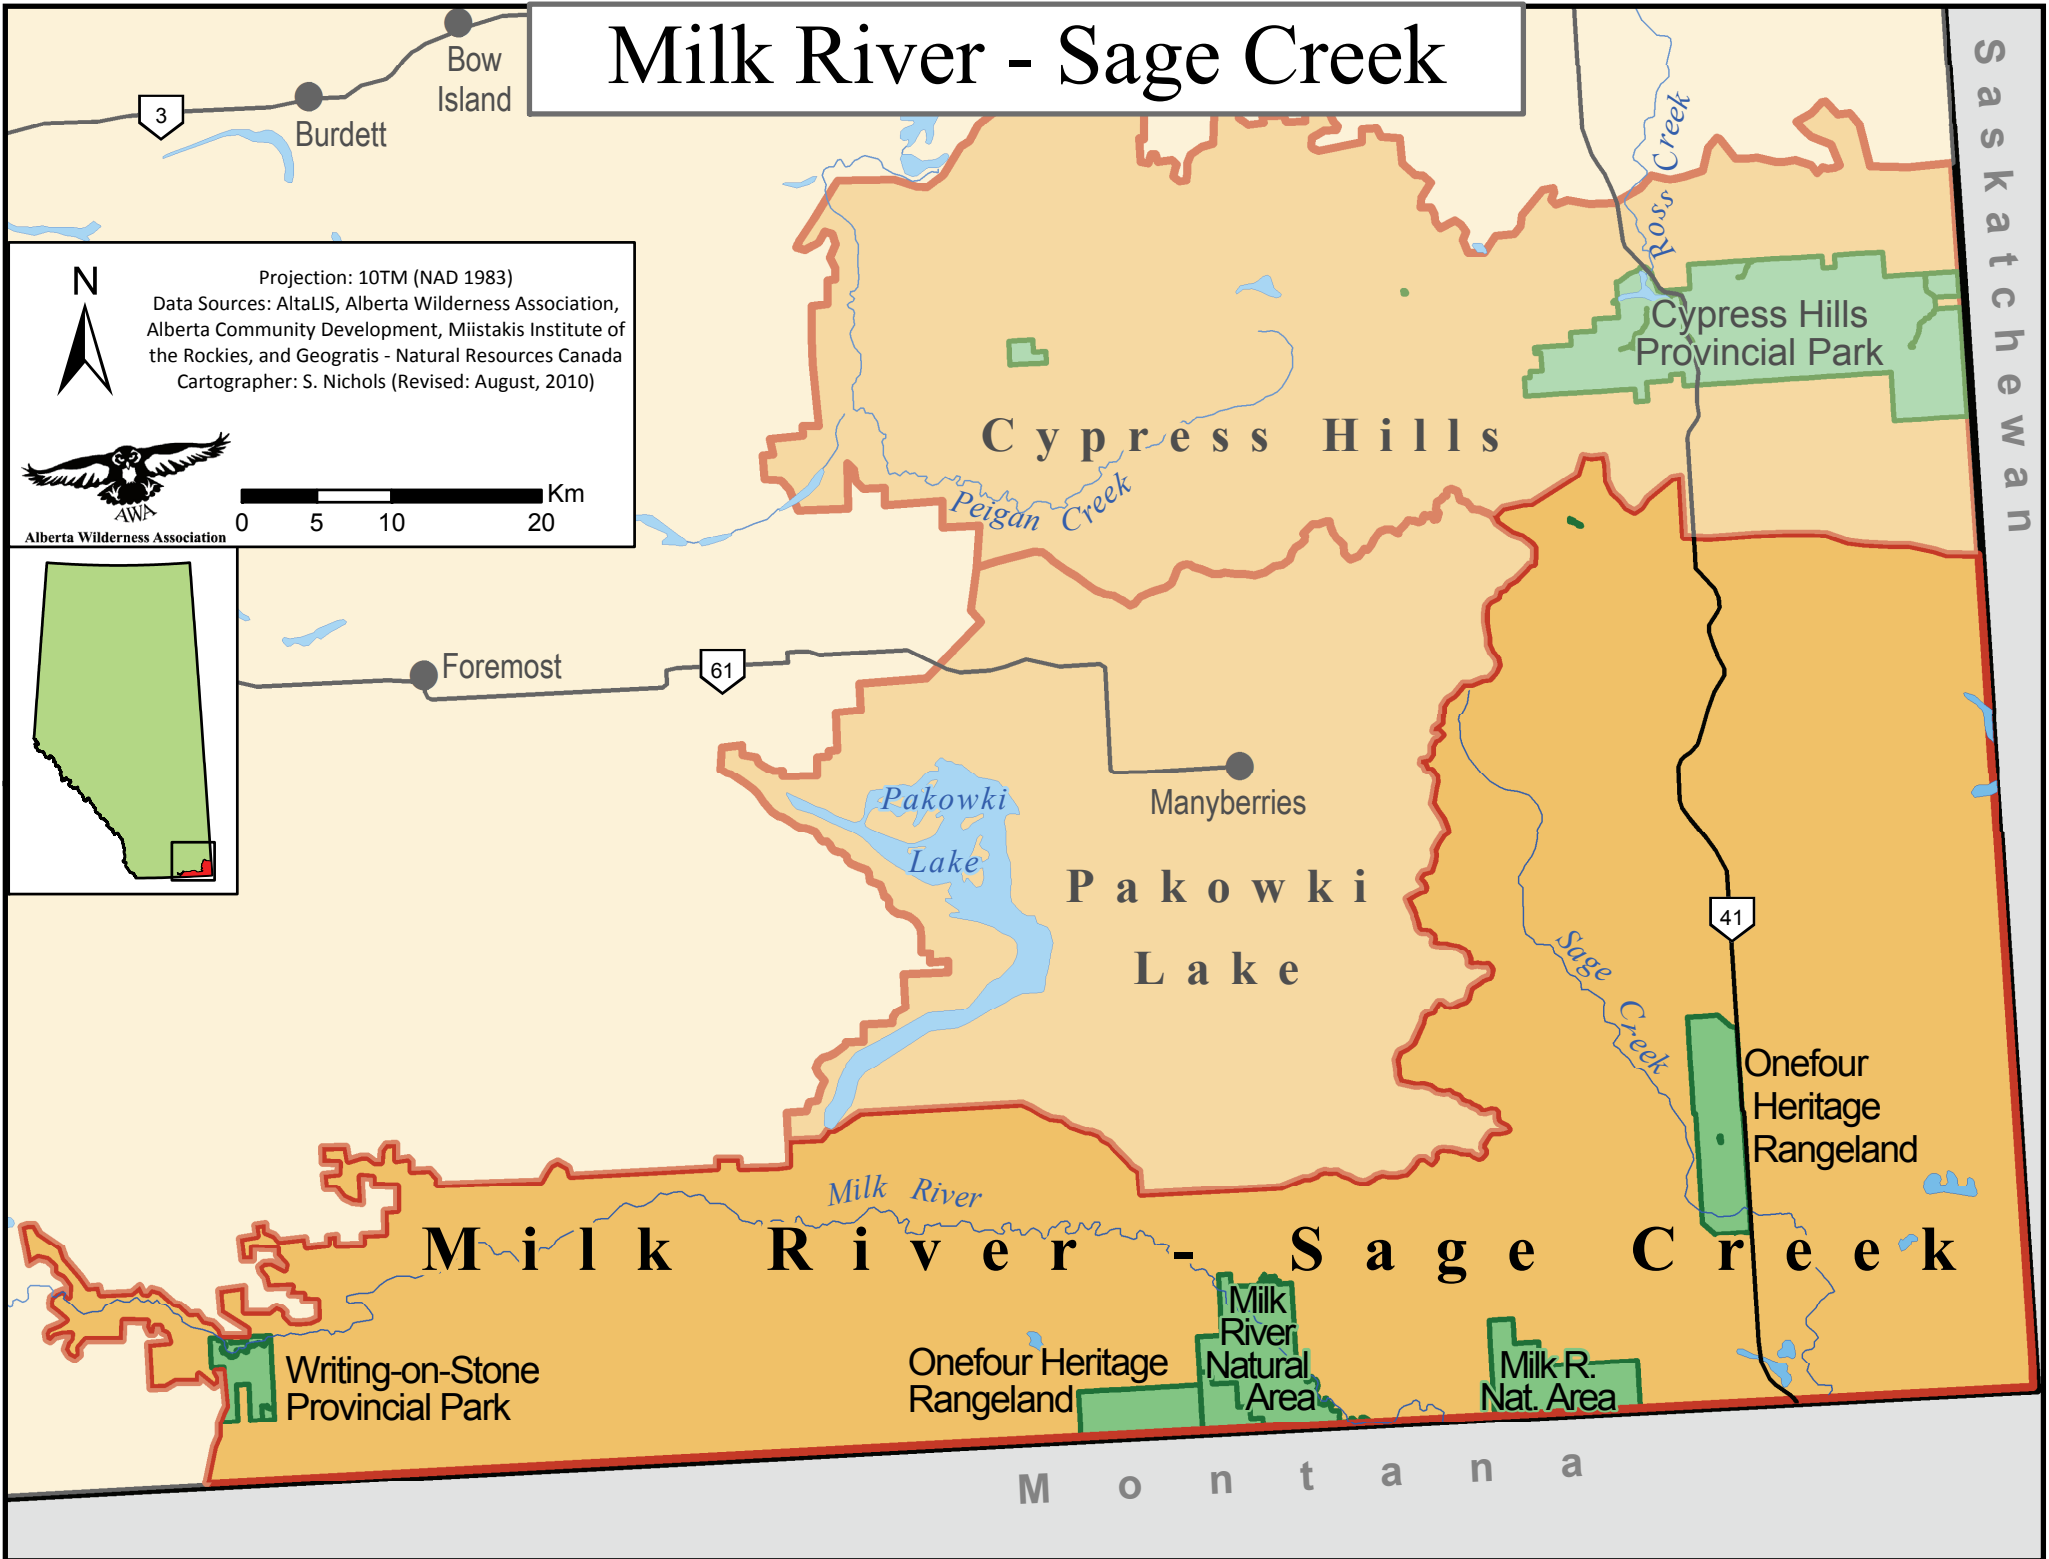 Milk River - Sage Creek
Bow
Island
3
Burdett
Ross Creek
Saskatchewan
N
Projection: 10TM (NAD 1983)
Data Sources: AltaLIS, Alberta Wilderness Association,
Alberta Community Development, Miistakis Institute of
the Rockies, and Geogratis - Natural Resources Canada
Cartographer: S. Nichols (Revised: August, 2010)
AWA
Alberta Wilderness Association
Km
0 5 10 20
Cypress Hills
Provincial Park
Cypress Hills
Peigan Creek
Foremost
61
Manyberries
Pakowki
Lake
Pakowki
Lake
41
Sage Creek
Onefour
Heritage
Rangeland
Milk River
Milk River - Sage Creek
Writing-on-Stone
Provincial Park
Onefour Heritage
Rangeland
Milk
River
Natural
Area
Milk R.
Nat. Area
Montana